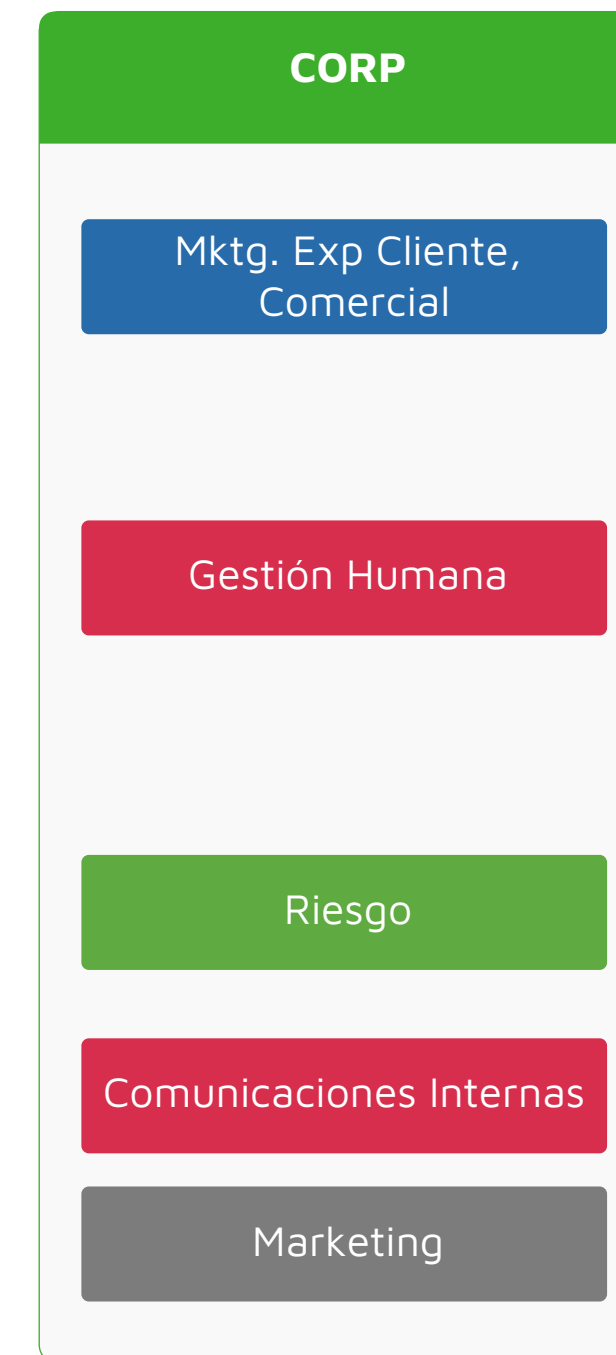 CORP
Mktg. Exp Cliente,
Comercial
Gestión Humana
Riesgo
Comunicaciones Internas
Marketing